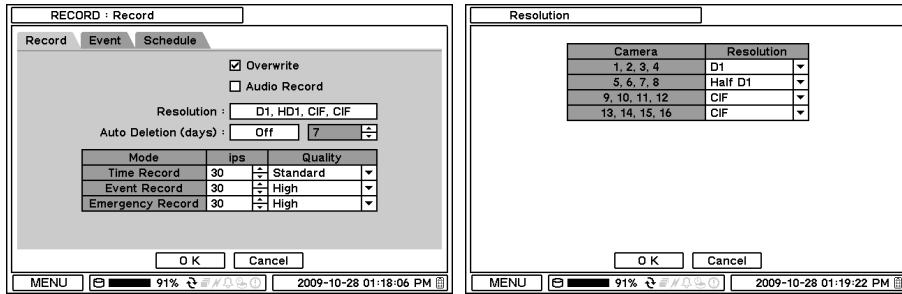 RECORD : Record
Record Event Schedule
Overwrite
Audio Record
Resolution : D1, HD1, CIF, CIF
Auto Deletion (days) : Off 7
Mode ips Quality
Time Record 30 Standard
Event Record 30 High
Emergency Record 30 High
OK Cancel
MENU 91% 2009-10-28 01:18:06 PM
Resolution
Camera Resolution
1, 2, 3, 4 D1
5, 6, 7, 8 Half D1
9, 10, 11, 12 CIF
13, 14, 15, 16 CIF
OK Cancel
MENU 91% 2009-10-28 01:19:22 PM